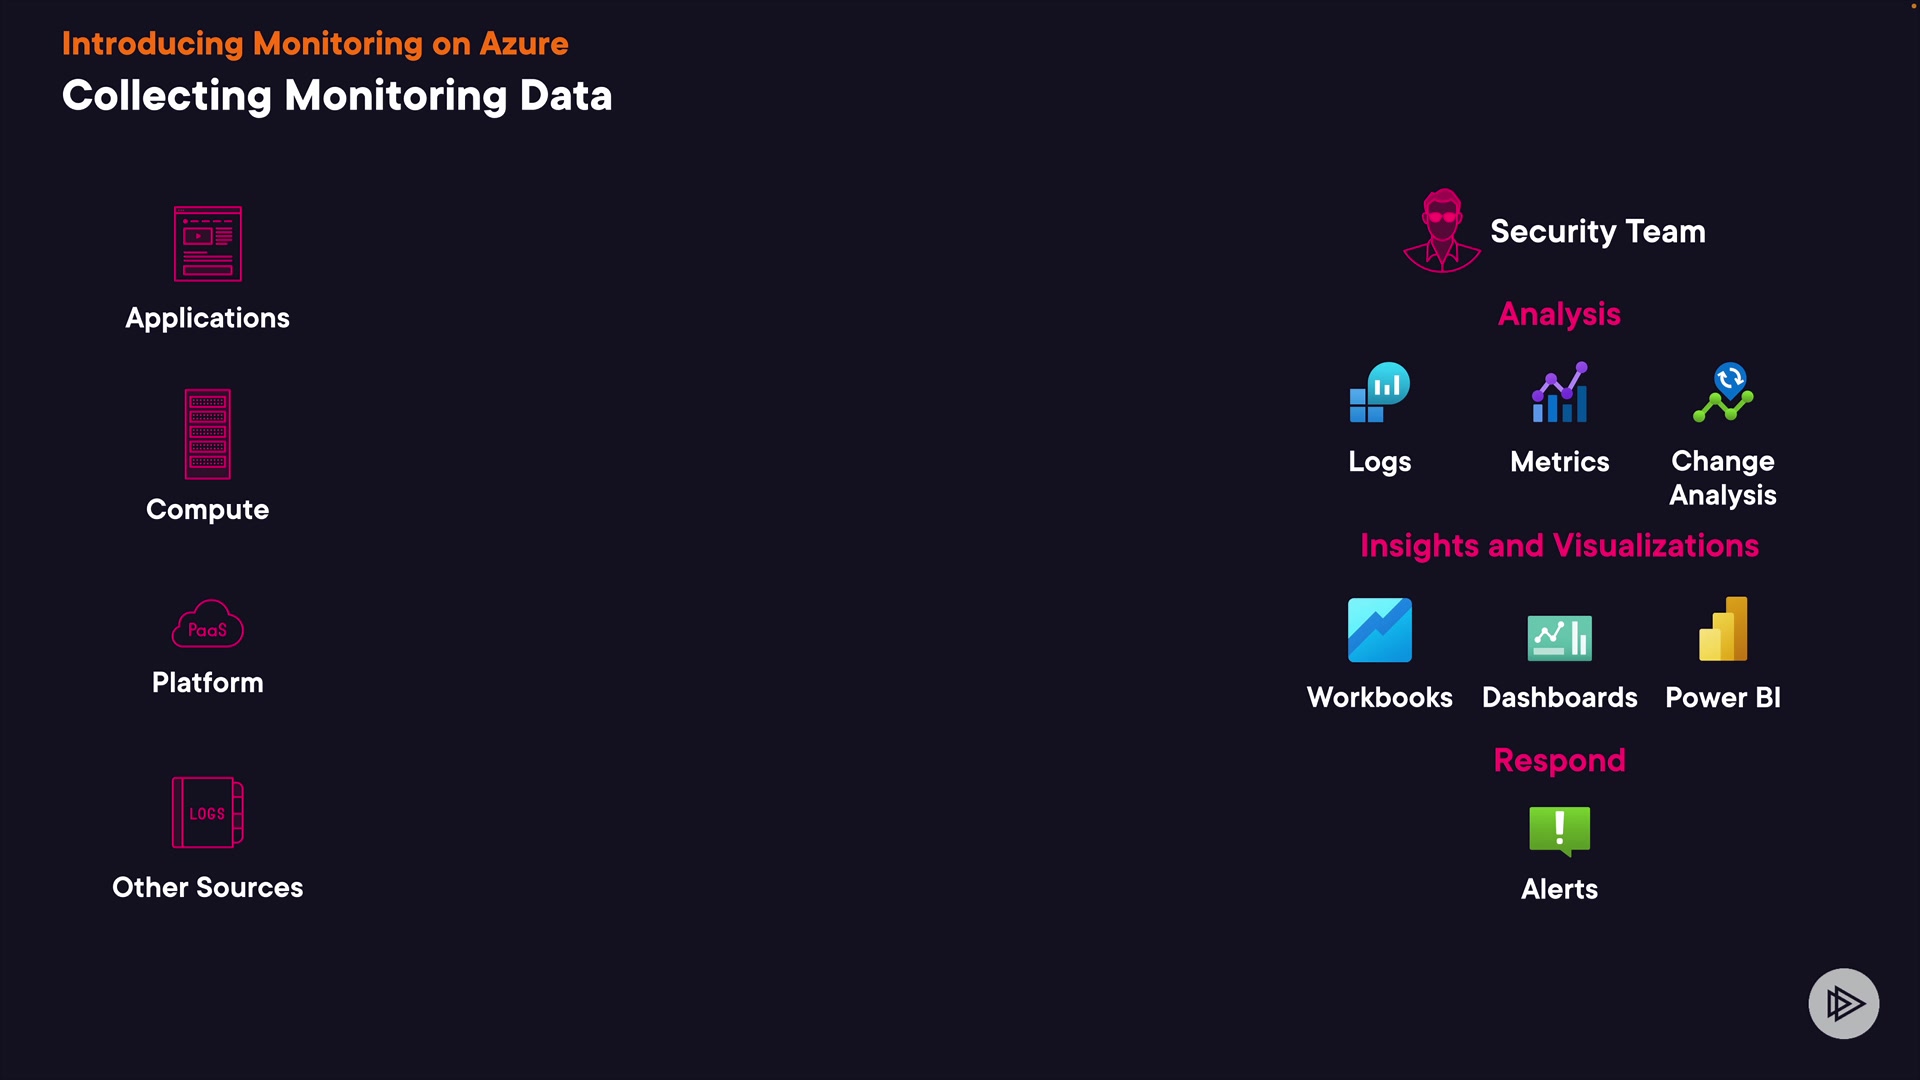 Introducing Monitoring on Azure
Collecting Monitoring Data
Applications
Compute
PaaS
Platform
LOGS
Other Sources
Security Team
Analysis
Logs
Metrics
Change
Analysis
Insights and Visualizations
Workbooks
Dashboards
Power BI
Respond
Alerts